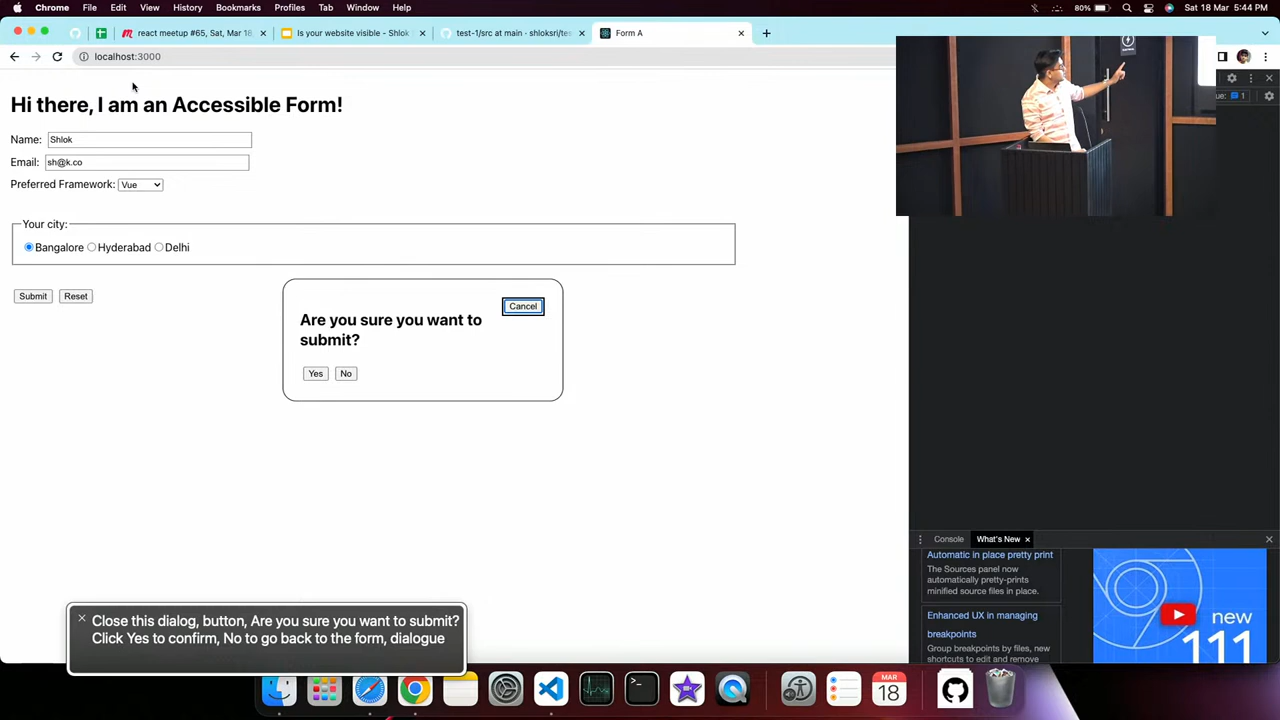 Chrome File Edit View History Bookmarks Profiles Tab Window Help 80% Sat 18 Mar 5:44 PM
react meetup #65, Sat, Mar 18, Is your website visible - Shlok test-1/src at main · shloksri/tes Form A
localhost:3000
ue: 1
Hi there, I am an Accessible Form!
Name: Shlok
Email: sh@k.co
Preferred Framework: Vue
Your city:
Bangalore Hyderabad Delhi
Submit Reset
Cancel
Are you sure you want to
submit?
Yes No
Console What's New
Automatic in place pretty print
The Sources panel now
automatically pretty-prints
minified source files in place.
Enhanced UX in managing
breakpoints
Group breakpoints by files, new
shortcuts to edit and remove
new
111
Close this dialog, button, Are you sure you want to submit?
Click Yes to confirm, No to go back to the form, dialogue
MAR
18